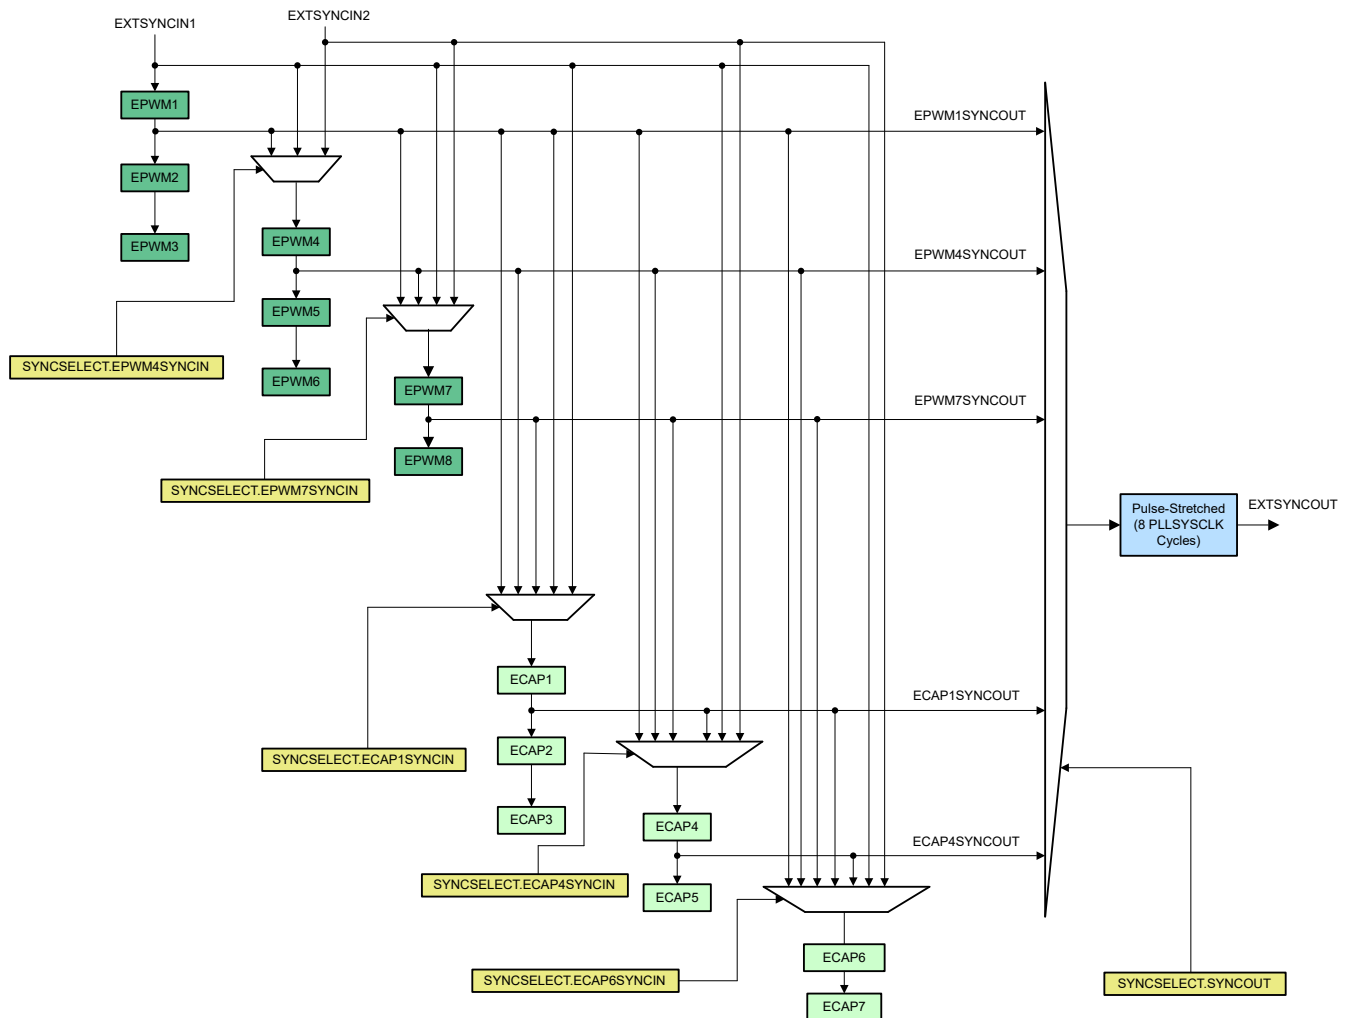 EXTSYNCIN1
EXTSYNCIN2
EPWM1
EPWM1SYNCOUT
EPWM2
EPWM3
EPWM4
EPWM4SYNCOUT
EPWM5
SYNCSELECT.EPWM4SYNCIN
EPWM6
EPWM7
EPWM7SYNCOUT
EPWM8
SYNCSELECT.EPWM7SYNCIN
Pulse-Stretched
(8 PLLSYSCLK
Cycles)
EXTSYNCOUT
ECAP1
ECAP1SYNCOUT
ECAP2
SYNCSELECT.ECAP1SYNCIN
ECAP3
ECAP4
ECAP4SYNCOUT
SYNCSELECT.ECAP4SYNCIN
ECAP5
ECAP6
SYNCSELECT.ECAP6SYNCIN
SYNCSELECT.SYNCOUT
ECAP7